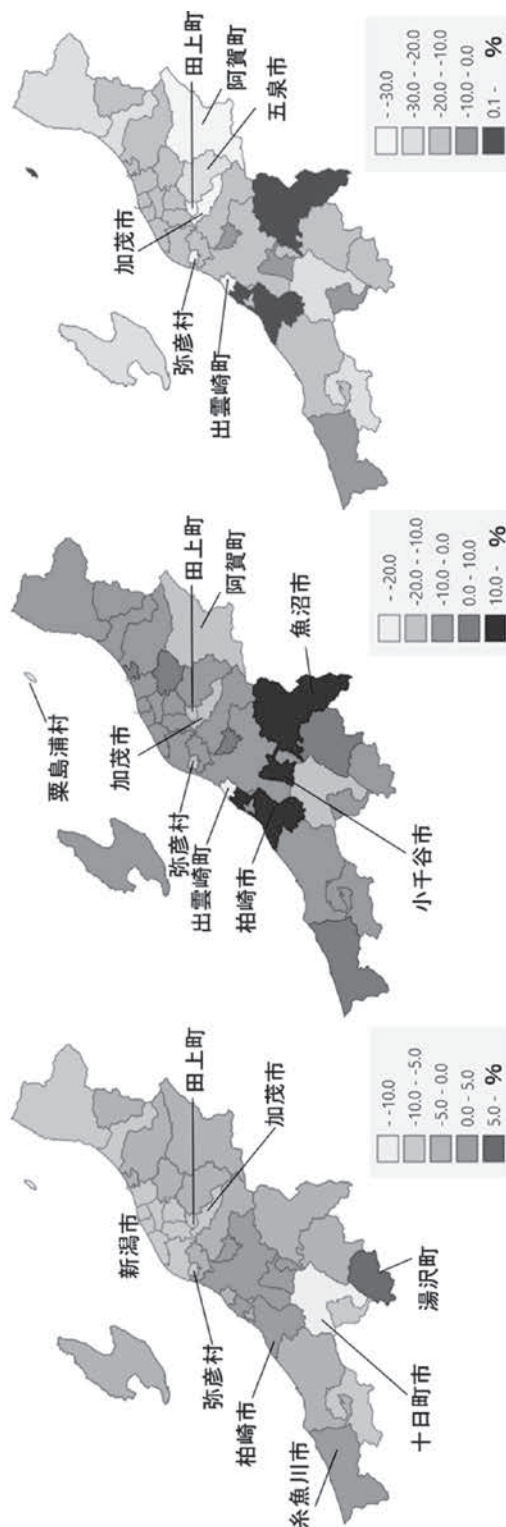 新潟市
田上町
加茂市
弥彦村
柏崎市
糸魚川市
十日町市
湯沢町
- -10.0
-10.0 - -5.0
-5.0 - 0.0
0.0 - 5.0
5.0 -
%
粟島浦村
田上町
阿賀町
加茂市
弥彦村
出雲崎町
柏崎市
小千谷市
魚沼市
- -20.0
-20.0 - -10.0
-10.0 - 0.0
0.0 - 10.0
10.0 -
%
田上町
阿賀町
五泉市
加茂市
弥彦村
出雲崎町
- -30.0
-30.0 - -20.0
-20.0 - -10.0
-10.0 - 0.0
0.1 -
%